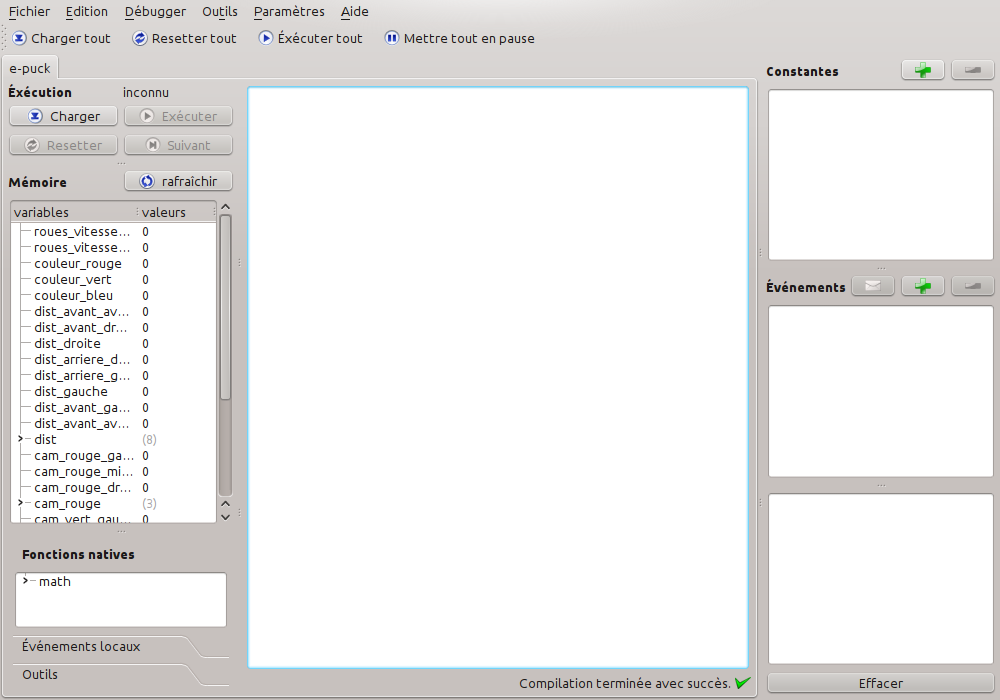 Fichier Edition Débugger Outils Paramètres Aide
Charger tout Resetter tout Éxécuter tout Mettre tout en pause
e-puck
Éxécution inconnu
Charger Exécuter
Resetter Suivant
Mémoire rafraîchir
variables valeurs
roues_vitesse... 0
roues_vitesse... 0
couleur_rouge 0
couleur_vert 0
couleur_bleu 0
dist_avant_av... 0
dist_avant_dr... 0
dist_droite 0
dist_arriere_d... 0
dist_arriere_g... 0
dist_gauche 0
dist_avant_ga... 0
dist_avant_av... 0
dist (8)
cam_rouge_ga... 0
cam_rouge_mi... 0
cam_rouge_dr... 0
cam_rouge (3)
cam_vert_gau... 0
Fonctions natives
math
Événements locaux
Outils
Compilation terminée avec succès.
Constantes
Événements
Effacer